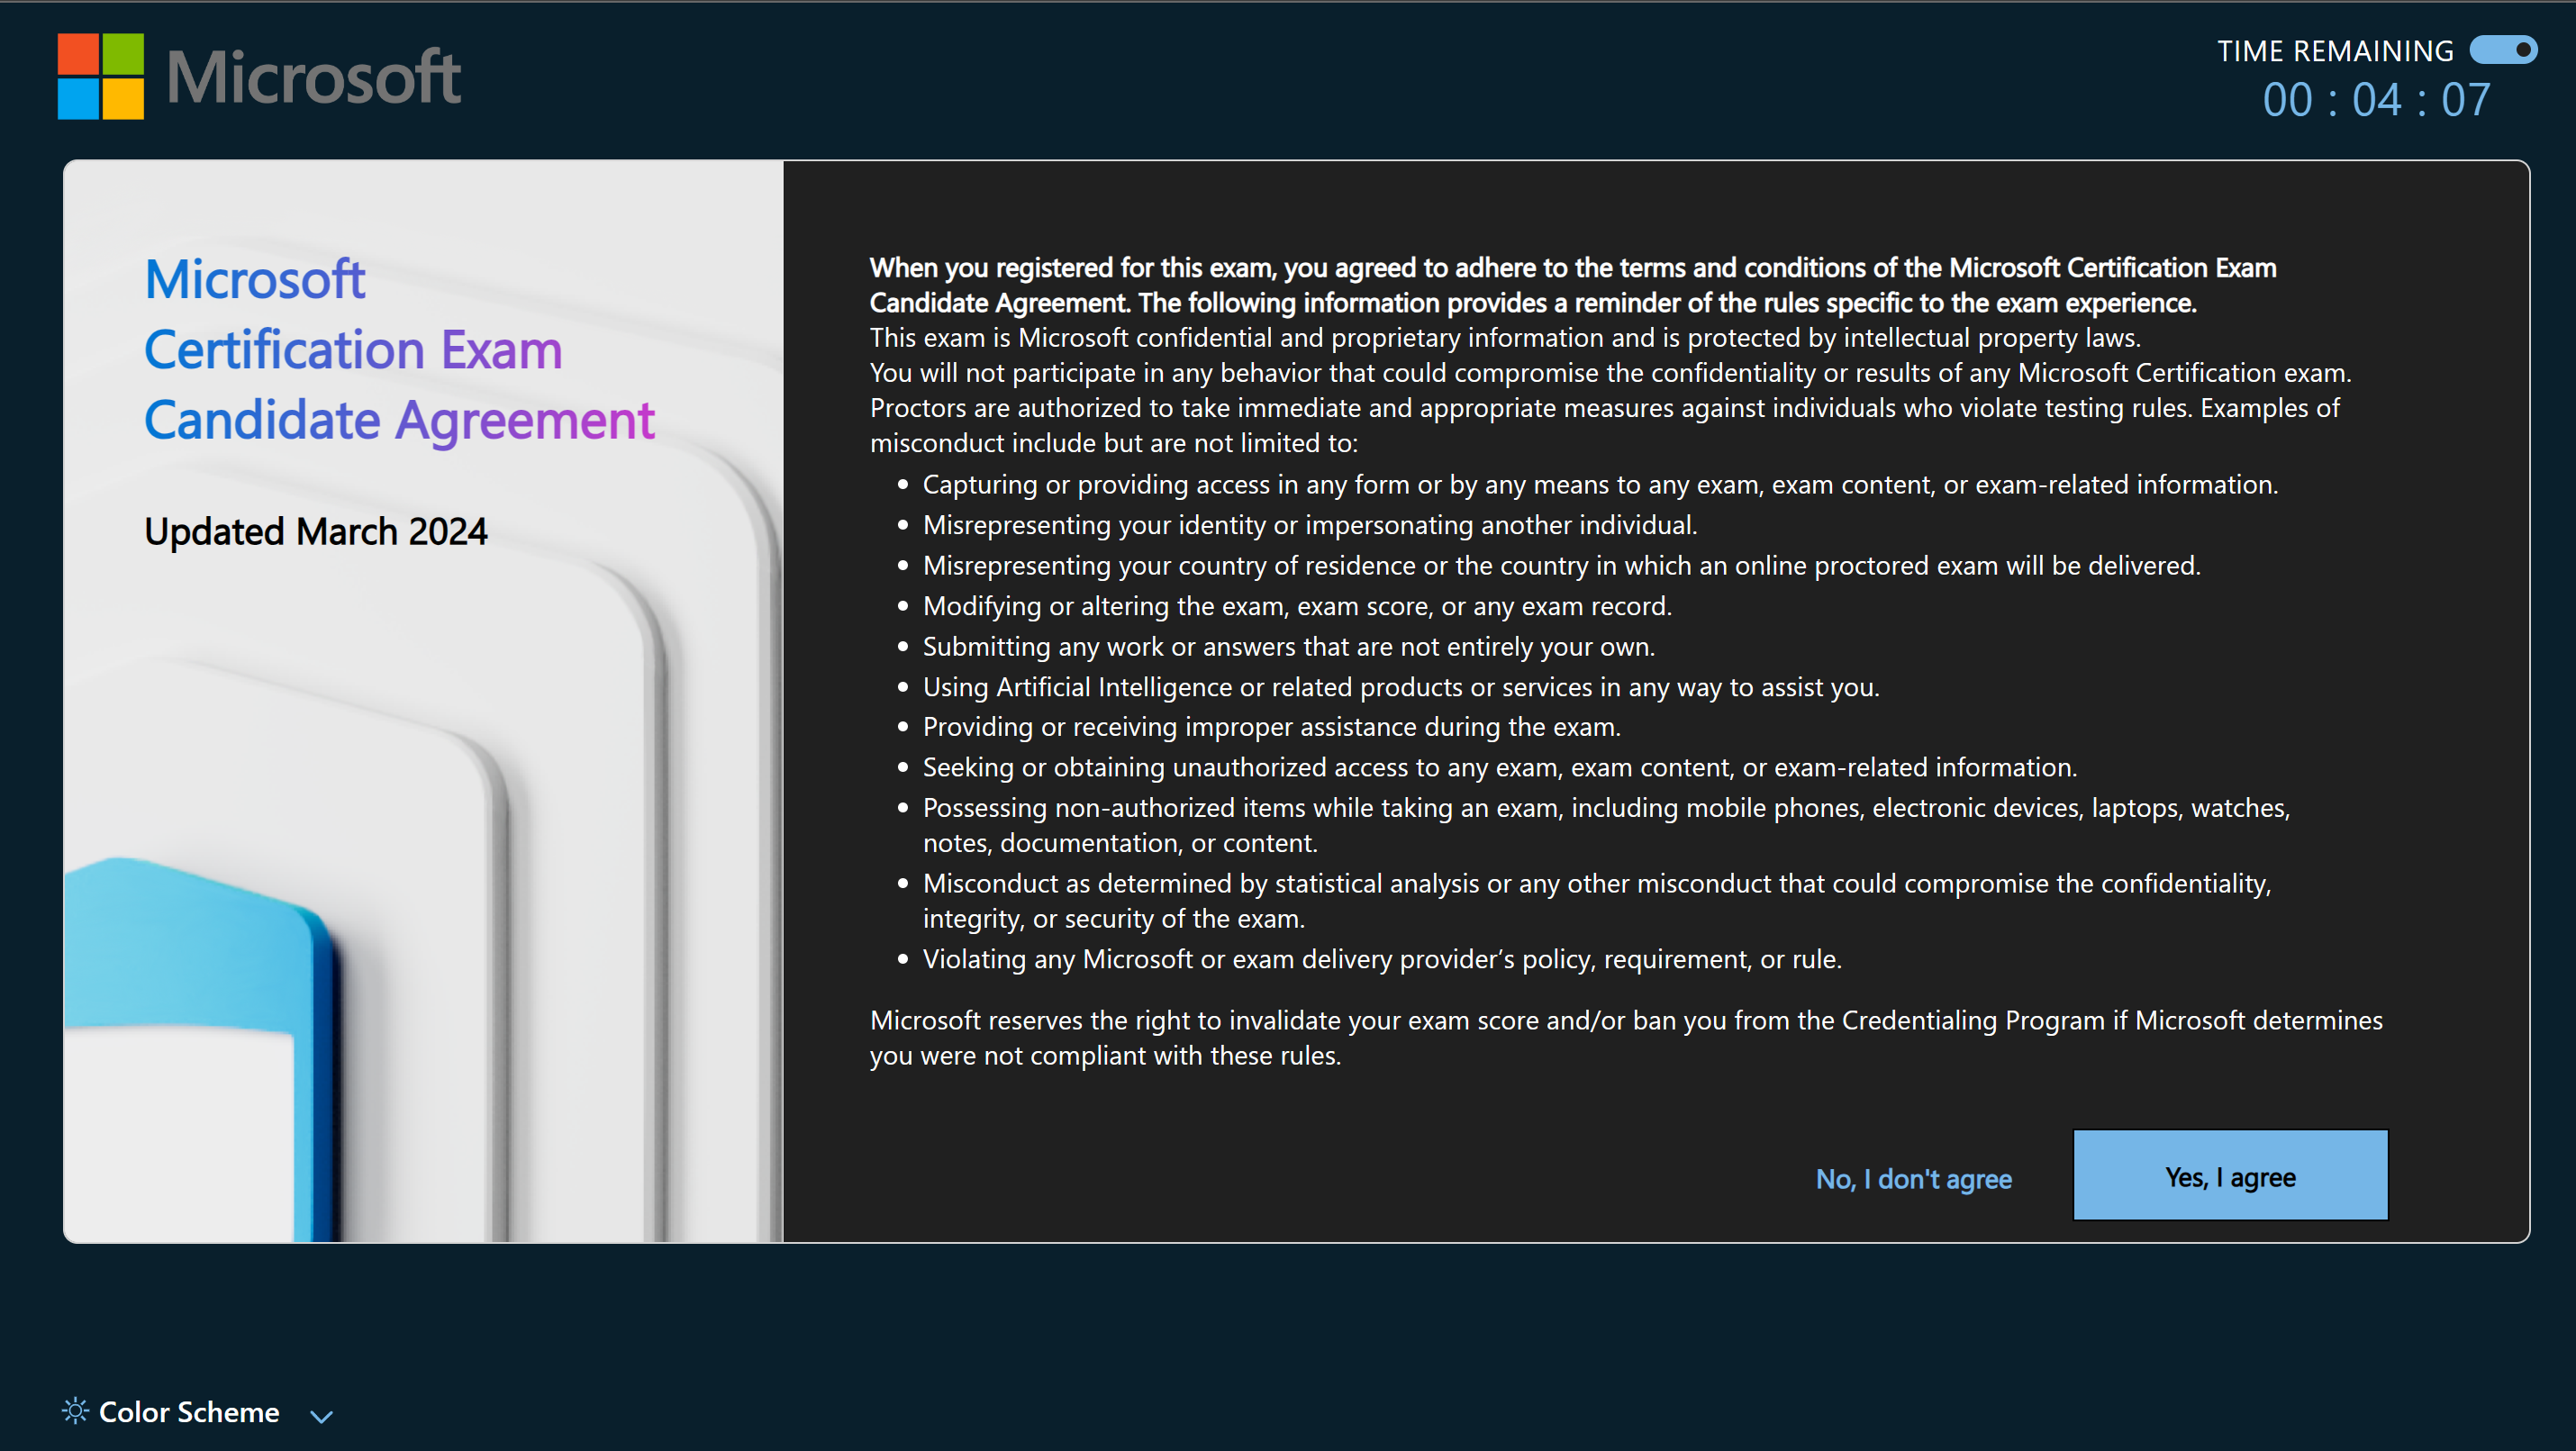 Microsoft
TIME REMAINING
00 : 04 : 07
Microsoft
Certification Exam
Candidate Agreement
Updated March 2024
When you registered for this exam, you agreed to adhere to the terms and conditions of the Microsoft Certification Exam
Candidate Agreement. The following information provides a reminder of the rules specific to the exam experience.
This exam is Microsoft confidential and proprietary information and is protected by intellectual property laws.
You will not participate in any behavior that could compromise the confidentiality or results of any Microsoft Certification exam.
Proctors are authorized to take immediate and appropriate measures against individuals who violate testing rules. Examples of
misconduct include but are not limited to:
• Capturing or providing access in any form or by any means to any exam, exam content, or exam-related information.
• Misrepresenting your identity or impersonating another individual.
• Misrepresenting your country of residence or the country in which an online proctored exam will be delivered.
• Modifying or altering the exam, exam score, or any exam record.
• Submitting any work or answers that are not entirely your own.
• Using Artificial Intelligence or related products or services in any way to assist you.
• Providing or receiving improper assistance during the exam.
• Seeking or obtaining unauthorized access to any exam, exam content, or exam-related information.
• Possessing non-authorized items while taking an exam, including mobile phones, electronic devices, laptops, watches,
notes, documentation, or content.
• Misconduct as determined by statistical analysis or any other misconduct that could compromise the confidentiality,
integrity, or security of the exam.
• Violating any Microsoft or exam delivery provider’s policy, requirement, or rule.
Microsoft reserves the right to invalidate your exam score and/or ban you from the Credentialing Program if Microsoft determines
you were not compliant with these rules.
No, I don't agree
Yes, I agree
Color Scheme